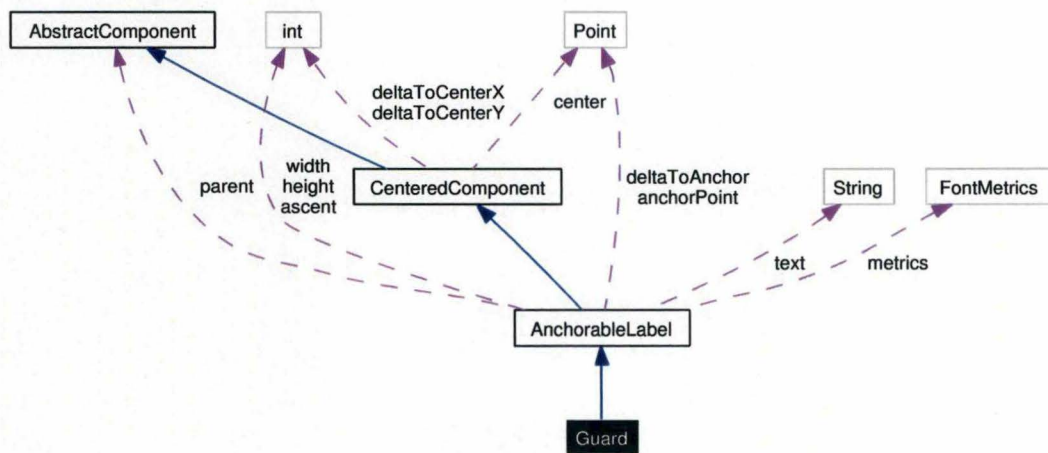 AbstractComponent
int
Point
deltaToCenterX
deltaToCenterY
center
parent
width
height
ascent
CenteredComponent
deltaToAnchor
anchorPoint
String
FontMetrics
text
metrics
AnchorableLabel
Guard